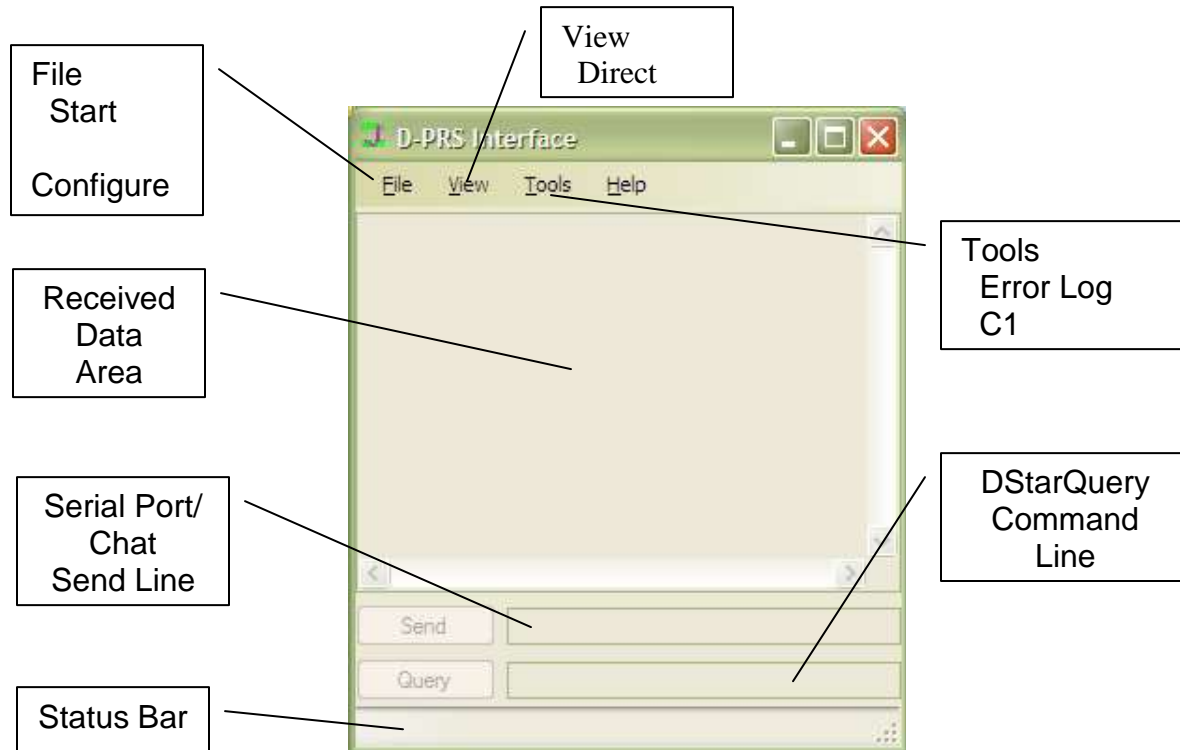 View
Direct
File
Start
Configure
D-PRS Interface
File View Tools Help
Tools
Error Log
C1
Received
Data
Area
Serial Port/
Chat
Send Line
DStarQuery
Command
Line
Send
Query
Status Bar